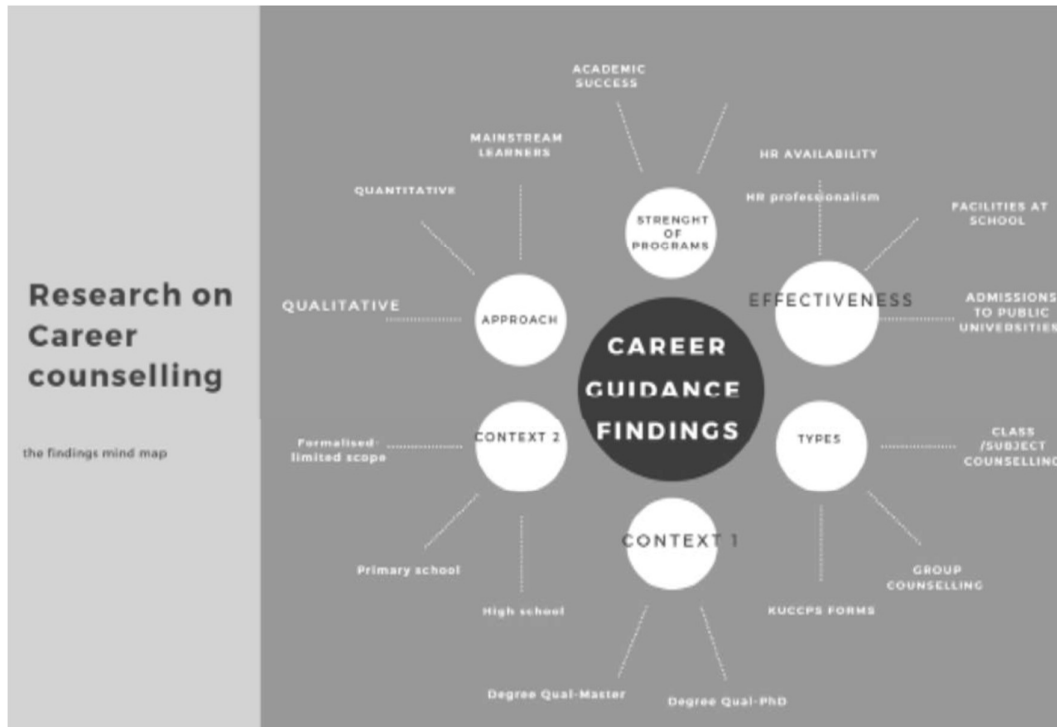 Research on
Career
counselling
the findings mind map
ACADEMIC
SUCCESS
MAINSTREAM
LEARNERS
QUANTITATIVE
QUALITATIVE
APPROACH
STRENGHT
OF
PROGRAMS
HR AVAILABILITY
HR professionalism
FACILITIES AT
SCHOOL
EFFECTIVENESS
ADMISSIONS
TO PUBLIC
UNIVERSITIES
CAREER
GUIDANCE
FINDINGS
CONTEXT 2
Formalised-
limited scope
Primary school
High school
TYPES
CLASS
/SUBJECT
COUNSELLING
GROUP
COUNSELLING
KUCCPS FORMS
CONTEXT 1
Degree Qual-Master
Degree Qual-PhD